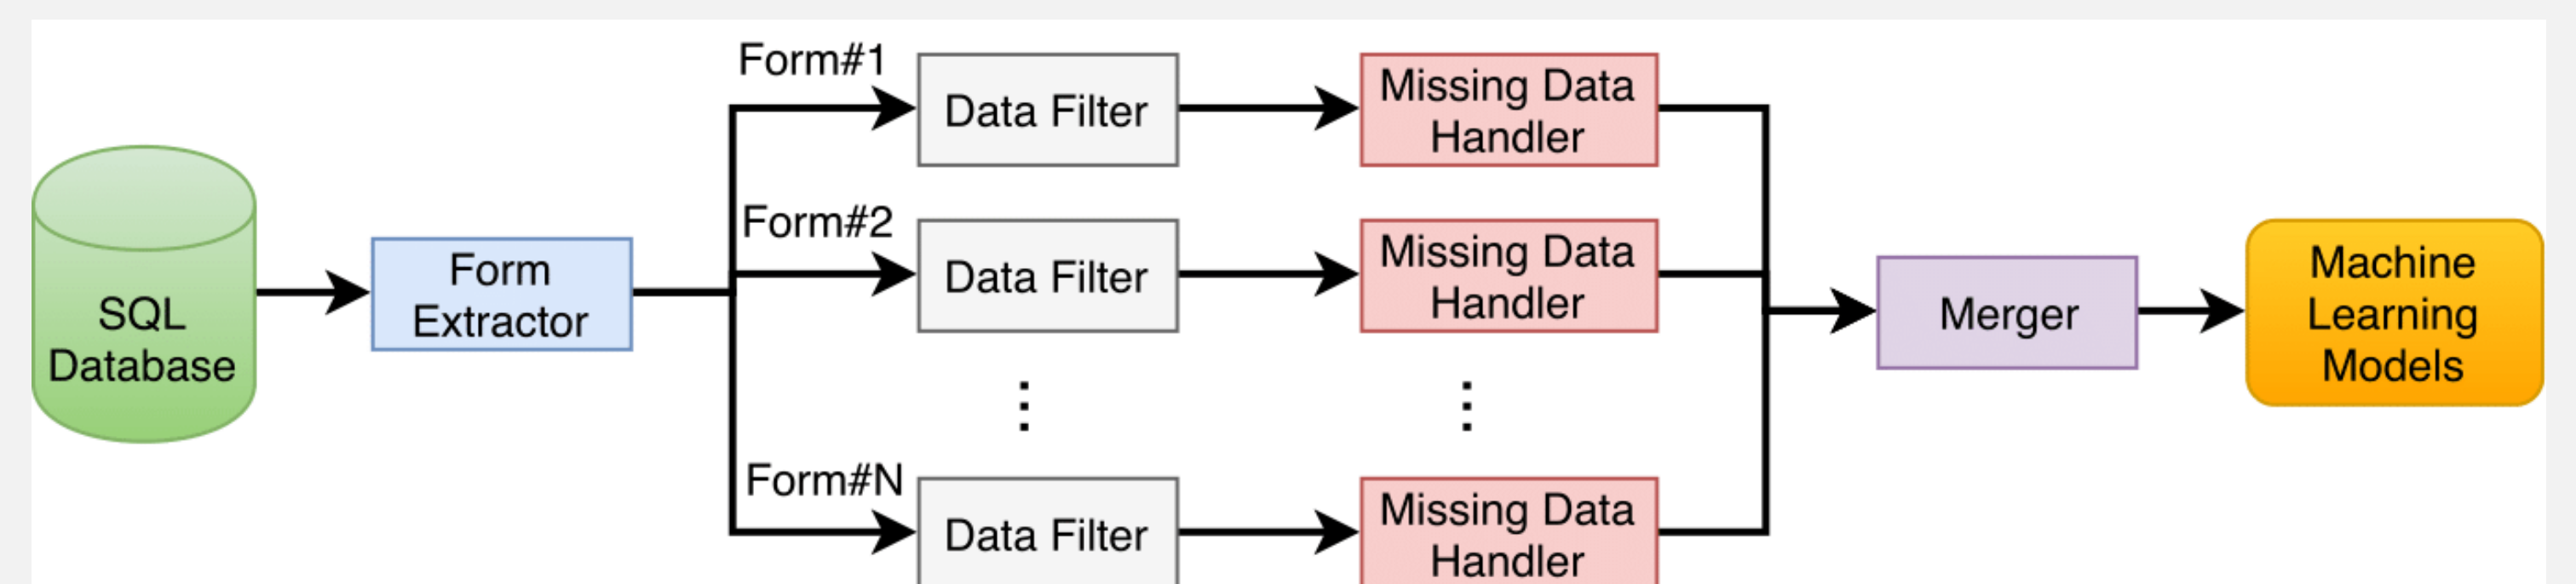 SQL
Database
Form
Extractor
Form#1
Data Filter
Missing Data
Handler
Form#2
Data Filter
Missing Data
Handler
Form#N
Data Filter
Missing Data
Handler
Merger
Machine
Learning
Models